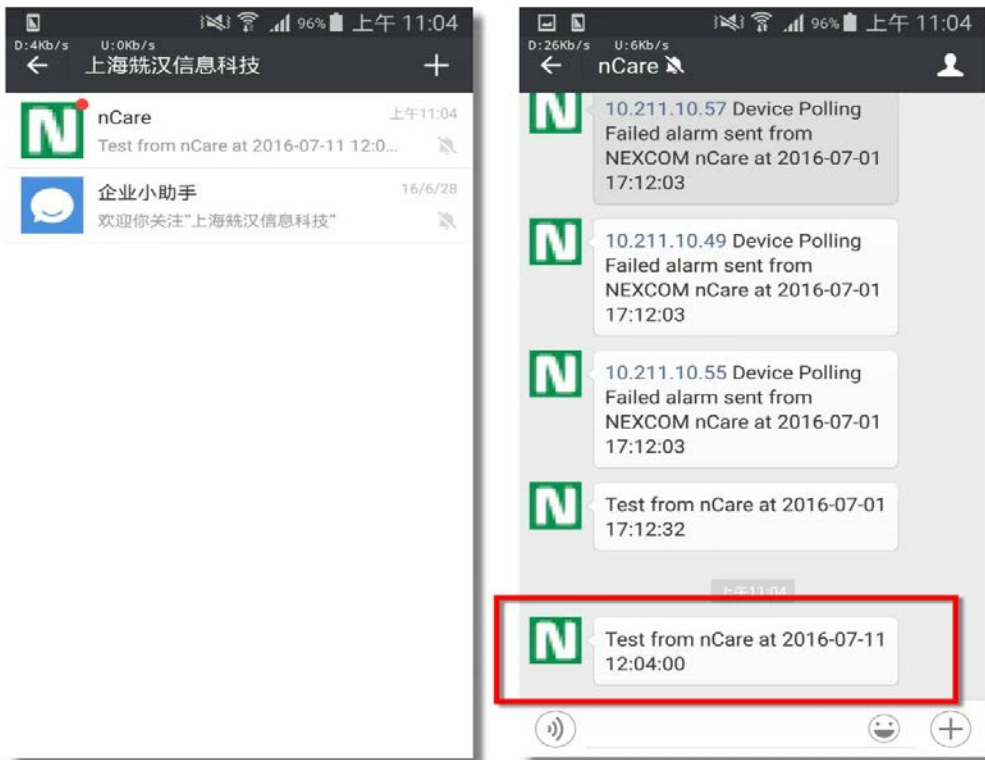 96% 上午 11:04
D:4Kb/s U:0Kb/s
上海兟汉信息科技
nCare 上午11:04
Test from nCare at 2016-07-11 12:0...
企业小助手 16/6/28
欢迎你关注"上海兟汉信息科技"
96% 上午 11:04
D:26Kb/s U:6Kb/s
nCare
10.211.10.57 Device Polling
Failed alarm sent from
NEXCOM nCare at 2016-07-01
17:12:03
10.211.10.49 Device Polling
Failed alarm sent from
NEXCOM nCare at 2016-07-01
17:12:03
10.211.10.55 Device Polling
Failed alarm sent from
NEXCOM nCare at 2016-07-01
17:12:03
Test from nCare at 2016-07-01
17:12:32
上午11:04
Test from nCare at 2016-07-11
12:04:00